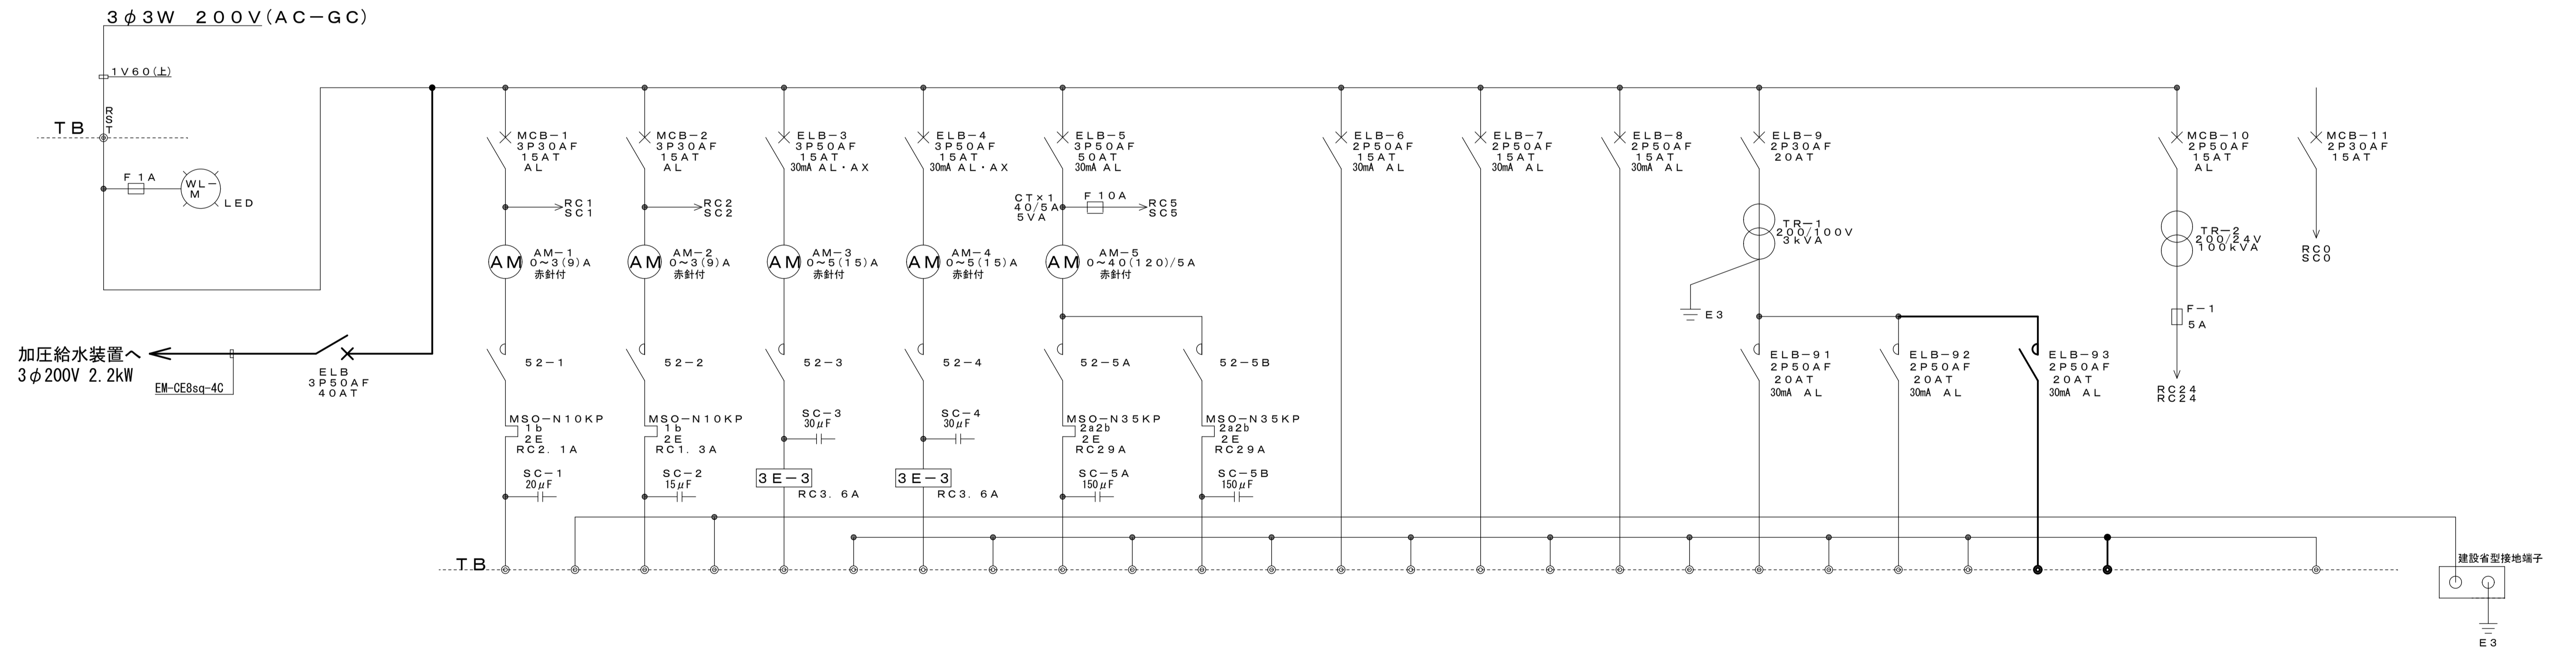 3φ3W 200V(AC-GC)
1V60(上)
RST
TB
F 1A
WL-M
LED
加圧給水装置へ
3φ200V 2.2kW
EM-CE8sq-4C
ELB
3P50AF
40AT
MCB-1
3P30AF
15AT
AL
RC1
SC1
AM
AM-1
0~3(9)A
赤針付
52-1
MSO-N10KP
1b
2E
RC2.1A
SC-1
20μF
MCB-2
3P30AF
15AT
AL
RC2
SC2
AM
AM-2
0~3(9)A
赤針付
52-2
MSO-N10KP
1b
2E
RC1.3A
SC-2
15μF
ELB-3
3P50AF
15AT
30mA AL・AX
AM
AM-3
0~5(15)A
赤針付
52-3
SC-3
30μF
3E-3
RC3.6A
ELB-4
3P50AF
15AT
30mA AL・AX
AM
AM-4
0~5(15)A
赤針付
52-4
SC-4
30μF
3E-3
RC3.6A
ELB-5
3P50AF
50AT
30mA AL
CT×1
40/5A
5VA
F 10A
RC5
SC5
AM
AM-5
0~40(120)/5A
赤針付
52-5A
MSO-N35KP
2a2b
2E
RC29A
SC-5A
150μF
52-5B
MSO-N35KP
2a2b
2E
RC29A
SC-5B
150μF
ELB-6
2P50AF
15AT
30mA AL
ELB-7
2P50AF
15AT
30mA AL
ELB-8
2P50AF
15AT
30mA AL
ELB-9
2P30AF
20AT
TR-1
200/100V
3kVA
E3
ELB-91
2P50AF
20AT
30mA AL
ELB-92
2P50AF
20AT
30mA AL
ELB-93
2P50AF
20AT
30mA AL
MCB-10
2P50AF
15AT
AL
TR-2
200/24V
100kVA
F-1
5A
RC24
RC24
MCB-11
2P30AF
15AT
RC0
SC0
TB
建設省型接地端子
E3